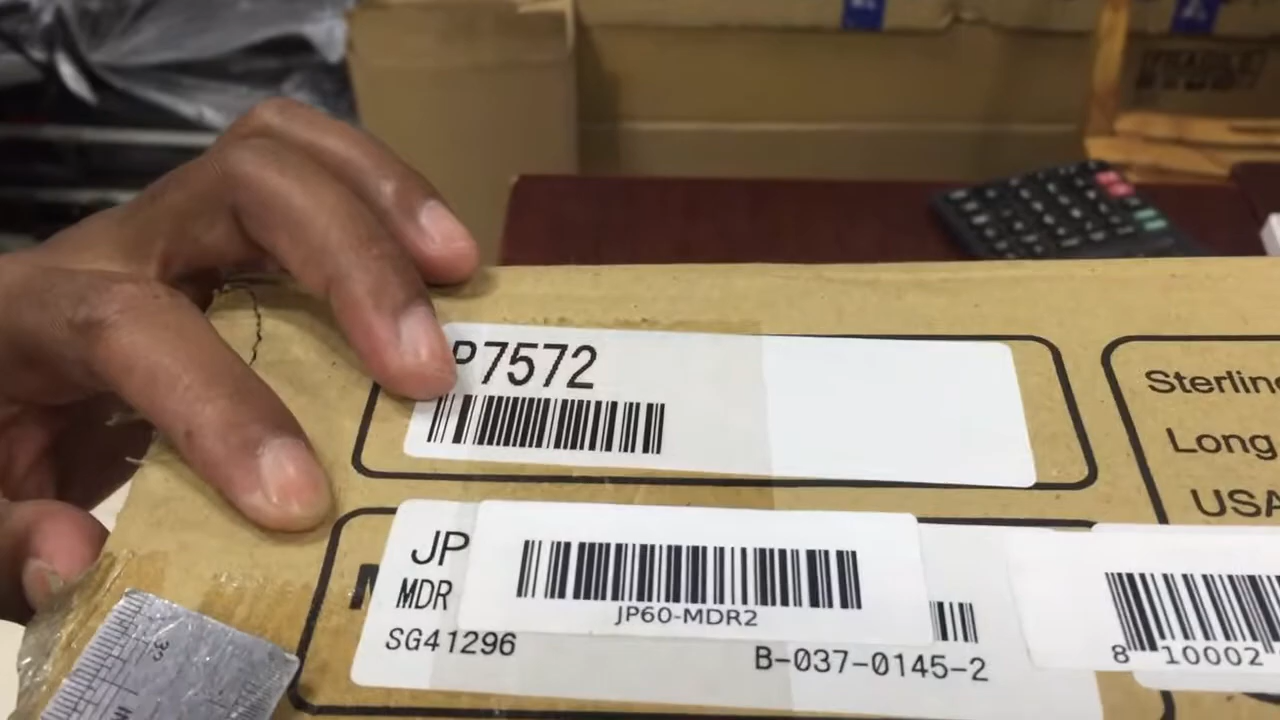 P7572
Sterlin
Long
USA
JP
MDR
JP60-MDR2
SG41296
B-037-0145-2
8 10002